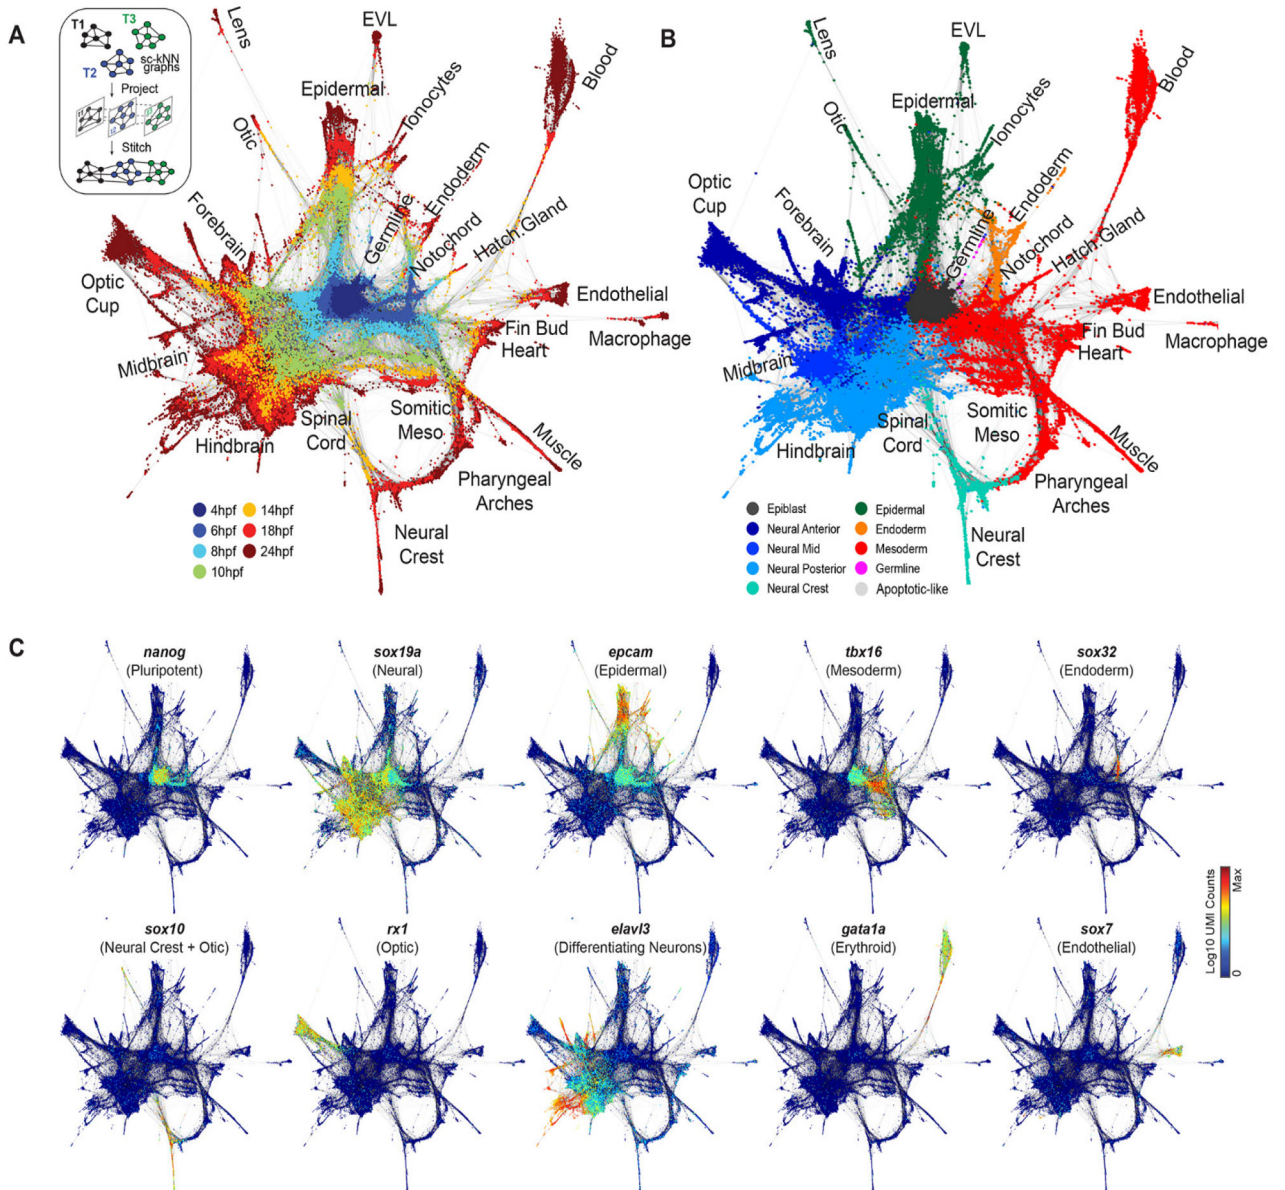 A
T1
T3
T2
sc-kNN
graphs
Project
t1
t2
t3
Stitch
Lens
EVL
Blood
Epidermal
Ionocytes
Otic
Endoderm
Germline
Forebrain
Notochord
Hatch Gland
Optic
Cup
Endothelial
Fin Bud
Heart
Macrophage
Midbrain
Spinal
Cord
Somitic
Meso
Hindbrain
Muscle
Pharyngeal
Arches
Neural
Crest
4hpf
6hpf
8hpf
10hpf
14hpf
18hpf
24hpf
B
Lens
EVL
Blood
Epidermal
Ionocytes
Otic
Endoderm
Optic
Cup
Forebrain
Germline
Notochord
Hatch Gland
Endothelial
Fin Bud
Heart
Macrophage
Midbrain
Spinal
Cord
Somitic
Meso
Hindbrain
Muscle
Pharyngeal
Arches
Neural
Crest
Epiblast
Neural Anterior
Neural Mid
Neural Posterior
Neural Crest
Epidermal
Endoderm
Mesoderm
Germline
Apoptotic-like
C
nanog
(Pluripotent)
sox19a
(Neural)
epcam
(Epidermal)
tbx16
(Mesoderm)
sox32
(Endoderm)
sox10
(Neural Crest + Otic)
rx1
(Optic)
elavl3
(Differentiating Neurons)
gata1a
(Erythroid)
sox7
(Endothelial)
Log10 UMI Counts
Max
0